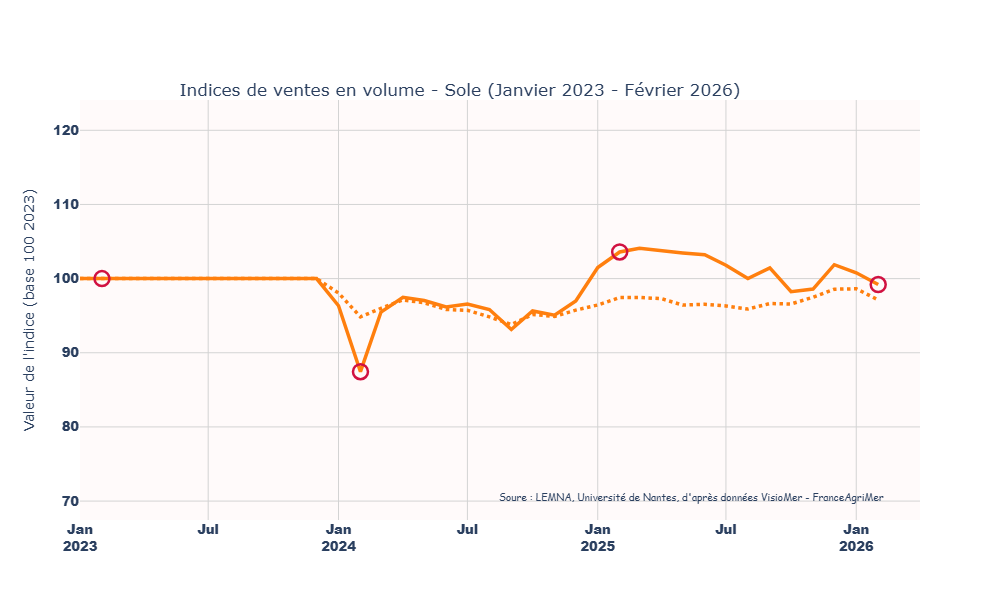 Indices de ventes en volume - Sole (Janvier 2023 - Février 2026)
Valeur de l'indice (base 100 2023)
120
110
100
90
80
70
Soure : LEMNA, Université de Nantes, d'après données VisioMer - FranceAgriMer
Jan Jul Jan Jul Jan Jul Jan
2023 2024 2025 2026